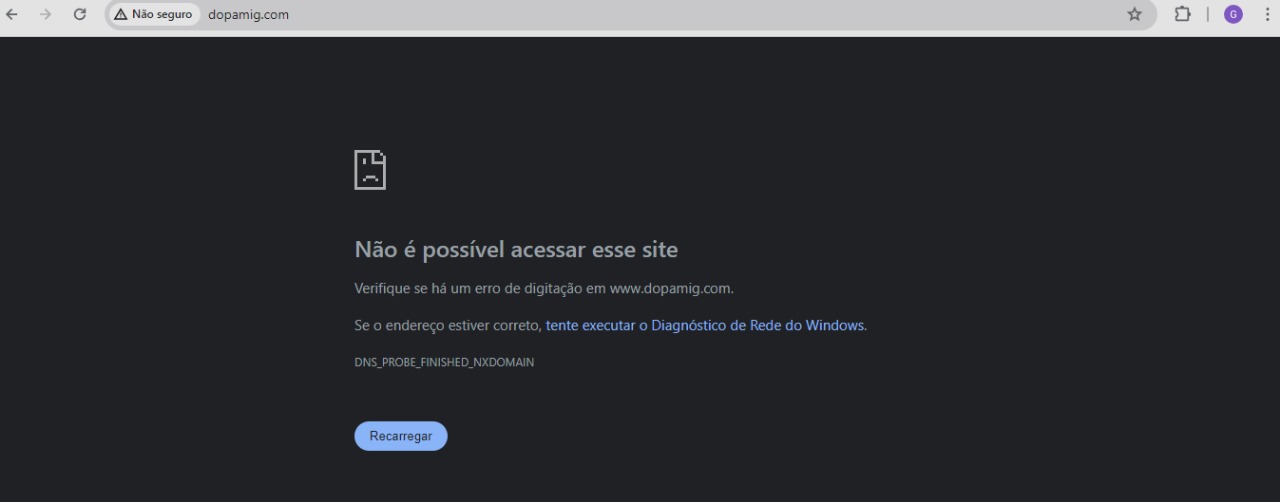 Não seguro dopamig.com
G
Não é possível acessar esse site
Verifique se há um erro de digitação em www.dopamig.com.
Se o endereço estiver correto, tente executar o Diagnóstico de Rede do Windows.
DNS_PROBE_FINISHED_NXDOMAIN
Recarregar